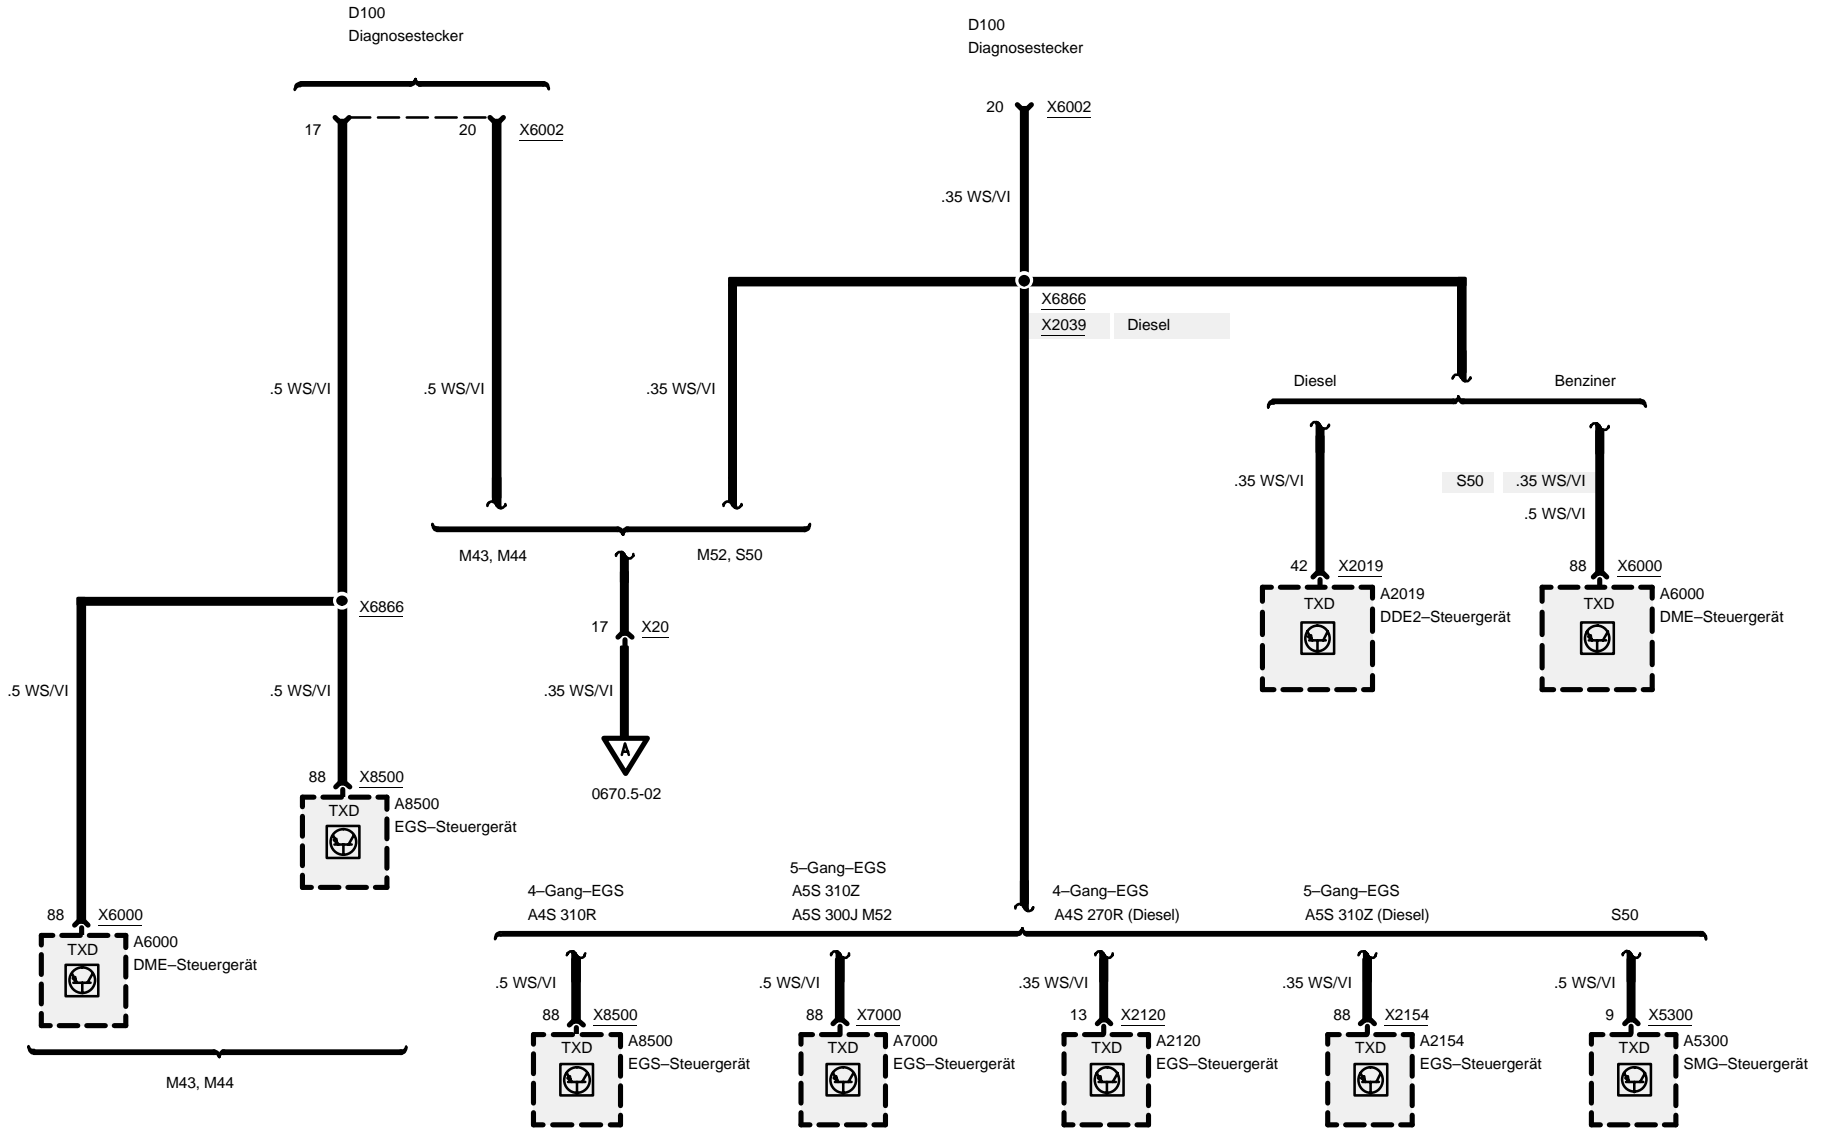 D100
Diagnosestecker
D100
Diagnosestecker
17
20
X6002
20
X6002
.35 WS/VI
X6866
X2039 Diesel
.5 WS/VI
.5 WS/VI
.35 WS/VI
Diesel
Benziner
.35 WS/VI
S50 .35 WS/VI
.5 WS/VI
M43, M44
M52, S50
42 X2019
88 X6000
TXD
A2019
DDE2–Steuergerät
TXD
A6000
DME–Steuergerät
X6866
17 X20
.5 WS/VI
.5 WS/VI
.35 WS/VI
A
0670.5-02
88 X8500
TXD
A8500
EGS–Steuergerät
88 X6000
TXD
A6000
DME–Steuergerät
M43, M44
4–Gang–EGS
A4S 310R
5–Gang–EGS
A5S 310Z
A5S 300J M52
4–Gang–EGS
A4S 270R (Diesel)
5–Gang–EGS
A5S 310Z (Diesel)
S50
.5 WS/VI
.5 WS/VI
.35 WS/VI
.35 WS/VI
.5 WS/VI
88 X8500
88 X7000
13 X2120
88 X2154
9 X5300
TXD
A8500
EGS–Steuergerät
TXD
A7000
EGS–Steuergerät
TXD
A2120
EGS–Steuergerät
TXD
A2154
EGS–Steuergerät
TXD
A5300
SMG–Steuergerät